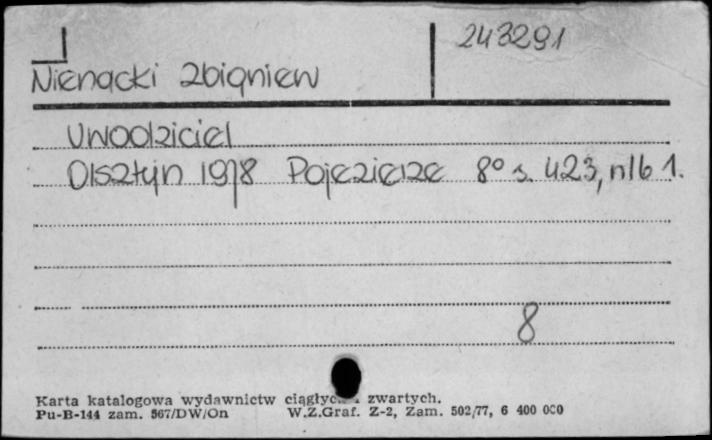 243291
Nienacki Zbigniew
Uwodziciel
Olsztyn 1978 Pojezierze 8° s. 423, nlb 1.
8
Karta katalogowa wydawnictw zwartych.
Pu-B-144 zam. 567/DW/On W.Z.Graf. Z-2, Zam. 502/77, 6 400 000